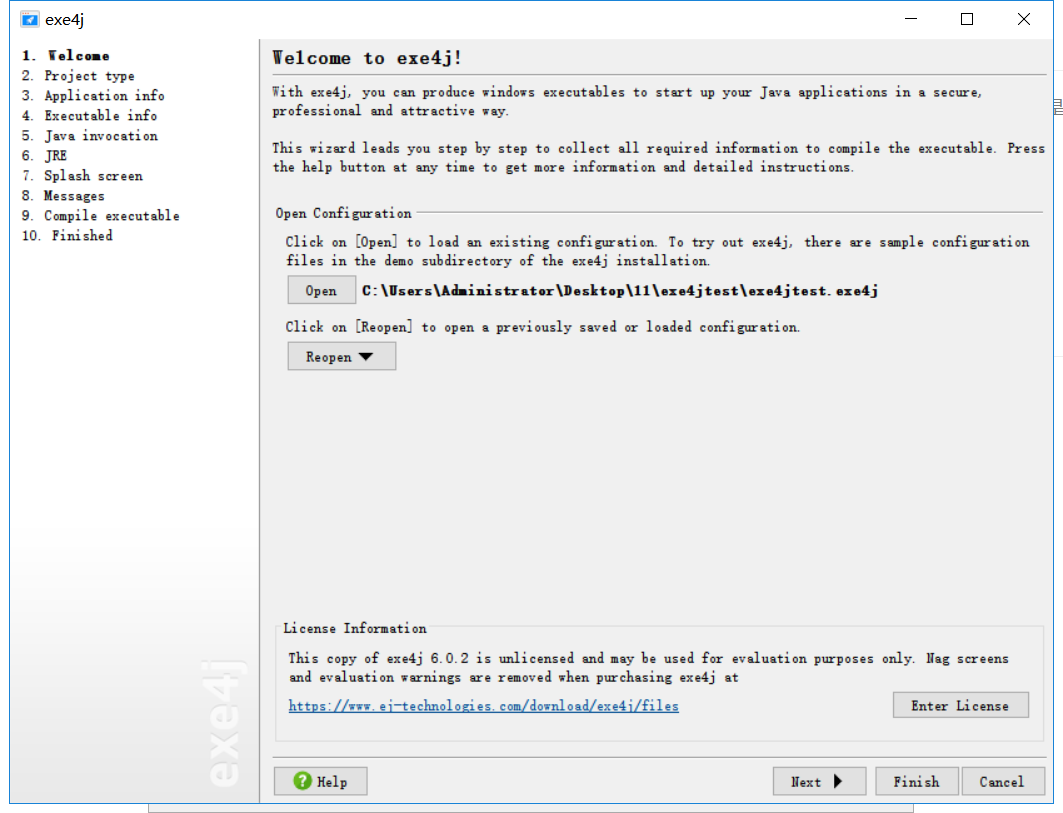 exe4j
1. Welcome
2. Project type
3. Application info
4. Executable info
5. Java invocation
6. JRE
7. Splash screen
8. Messages
9. Compile executable
10. Finished
exe4j
Welcome to exe4j!
With exe4j, you can produce windows executables to start up your Java applications in a secure,
professional and attractive way.
This wizard leads you step by step to collect all required information to compile the executable. Press
the help button at any time to get more information and detailed instructions.
Open Configuration
Click on [Open] to load an existing configuration. To try out exe4j, there are sample configuration
files in the demo subdirectory of the exe4j installation.
Open C:\Users\Administrator\Desktop\11\exe4jtest\exe4jtest.exe4j
Click on [Reopen] to open a previously saved or loaded configuration.
Reopen
License Information
This copy of exe4j 6.0.2 is unlicensed and may be used for evaluation purposes only. Nag screens
and evaluation warnings are removed when purchasing exe4j at
https://www.ej-technologies.com/download/exe4j/files
Enter License
Help Next Finish Cancel